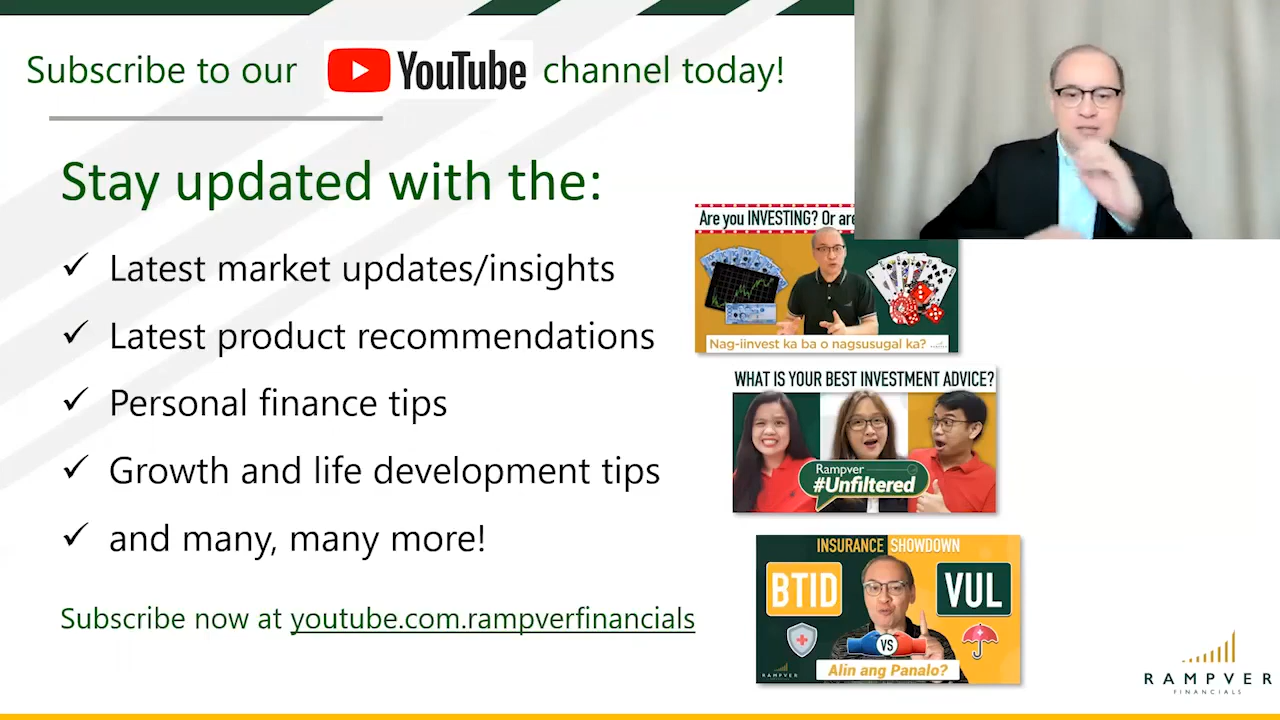 Subscribe to our YouTube channel today!
Stay updated with the:
✓ Latest market updates/insights
✓ Latest product recommendations
✓ Personal finance tips
✓ Growth and life development tips
✓ and many, many more!
Subscribe now at youtube.com.rampverfinancials
Are you INVESTING? Or are
Nag-iinvest ka ba o nagsusugal ka?
WHAT IS YOUR BEST INVESTMENT ADVICE?
Rampver
#Unfiltered
INSURANCE SHOWDOWN
BTID
VUL
VS
Alin ang Panalo?
RAMPVER
FINANCIALS